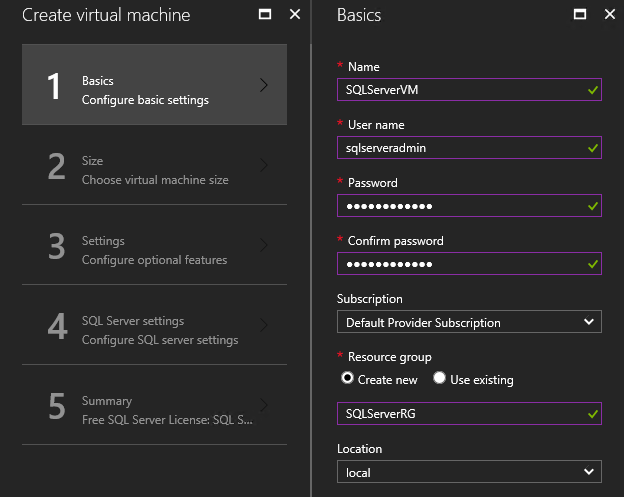 Create virtual machine
1
Basics
Configure basic settings
2
Size
Choose virtual machine size
3
Settings
Configure optional features
4
SQL Server settings
Configure SQL server settings
5
Summary
Free SQL Server License: SQL S...
Basics
* Name
SQLServerVM
* User name
sqlserveradmin
* Password
••••••••••••
* Confirm password
••••••••••••
Subscription
Default Provider Subscription
* Resource group
Create new Use existing
SQLServerRG
Location
local